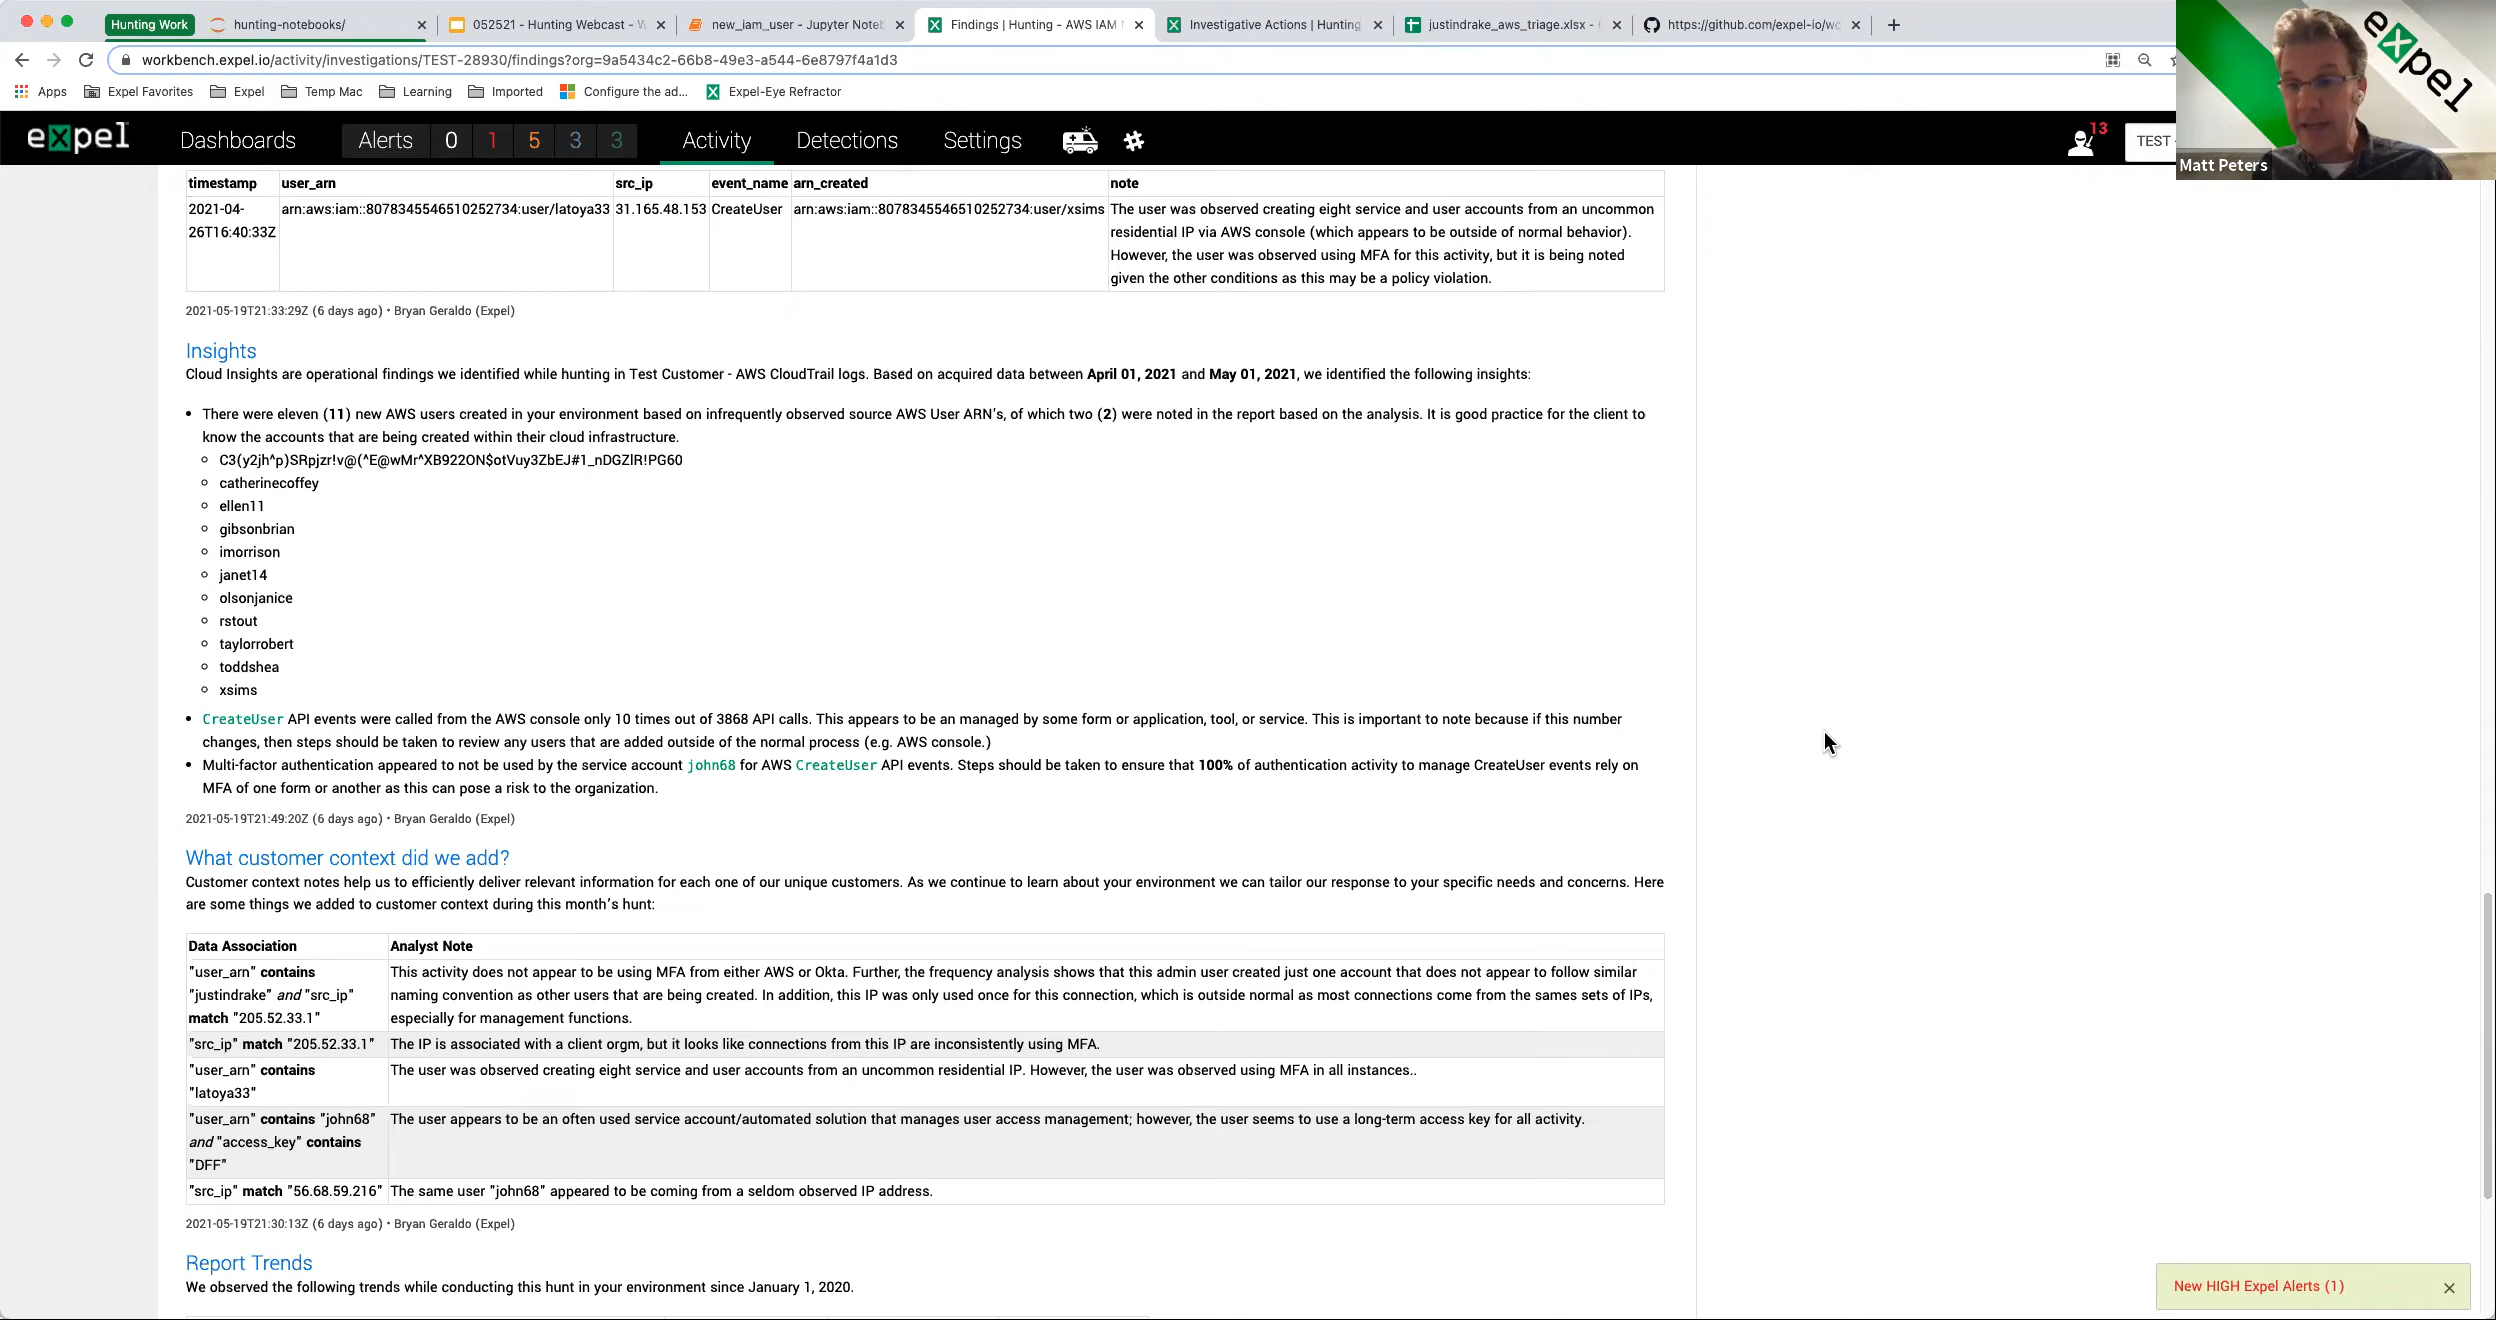 Hunting Work
hunting-notebooks/
052521 - Hunting Webcast - W
new_iam_user - Jupyter Noteb
Findings | Hunting - AWS IAM
Investigative Actions | Hunting
justindrake_aws_triage.xlsx -
https://github.com/expel-io/wo
workbench.expel.io/activity/investigations/TEST-28930/findings?org=9a5434c2-66b8-49e3-a544-6e8797f4a1d3
Apps
Expel Favorites
Expel
Temp Mac
Learning
Imported
Configure the ad...
Expel-Eye Refractor
expel
Matt Peters
expel
Dashboards
Alerts 0 1 5 3 3
Activity
Detections
Settings
13
TEST
timestamp user_arn src_ip event_name arn_created note
2021-04-26T16:40:33Z
arn:aws:iam::8078345546510252734:user/latoya33
31.165.48.153
CreateUser
arn:aws:iam::8078345546510252734:user/xsims
The user was observed creating eight service and user accounts from an uncommon
residential IP via AWS console (which appears to be outside of normal behavior).
However, the user was observed using MFA for this activity, but it is being noted
given the other conditions as this may be a policy violation.
2021-05-19T21:33:29Z (6 days ago) • Bryan Geraldo (Expel)
Insights
Cloud Insights are operational findings we identified while hunting in Test Customer - AWS CloudTrail logs. Based on acquired data between April 01, 2021 and May 01, 2021, we identified the following insights:
• There were eleven (11) new AWS users created in your environment based on infrequently observed source AWS User ARN's, of which two (2) were noted in the report based on the analysis. It is good practice for the client to
know the accounts that are being created within their cloud infrastructure.
C3(y2jh^p)SRpjzr!v@(^E@wMr^XB922ON$otVuy3ZbEJ#1_nDGZlR!PG60
catherinecoffey
ellen11
gibsonbrian
imorrison
janet14
olsonjanice
rstout
taylorrobert
toddshea
xsims
• CreateUser API events were called from the AWS console only 10 times out of 3868 API calls. This appears to be an managed by some form or application, tool, or service. This is important to note because if this number
changes, then steps should be taken to review any users that are added outside of the normal process (e.g. AWS console.)
• Multi-factor authentication appeared to not be used by the service account john68 for AWS CreateUser API events. Steps should be taken to ensure that 100% of authentication activity to manage CreateUser events rely on
MFA of one form or another as this can pose a risk to the organization.
2021-05-19T21:49:20Z (6 days ago) • Bryan Geraldo (Expel)
What customer context did we add?
Customer context notes help us to efficiently deliver relevant information for each one of our unique customers. As we continue to learn about your environment we can tailor our response to your specific needs and concerns. Here
are some things we added to customer context during this month's hunt:
Data Association Analyst Note
"user_arn" contains
"justindrake" and "src_ip"
match "205.52.33.1"
This activity does not appear to be using MFA from either AWS or Okta. Further, the frequency analysis shows that this admin user created just one account that does not appear to follow similar
naming convention as other users that are being created. In addition, this IP was only used once for this connection, which is outside normal as most connections come from the sames sets of IPs,
especially for management functions.
"src_ip" match "205.52.33.1" The IP is associated with a client orgm, but it looks like connections from this IP are inconsistently using MFA.
"user_arn" contains
"latoya33"
The user was observed creating eight service and user accounts from an uncommon residential IP. However, the user was observed using MFA in all instances..
"user_arn" contains "john68"
and "access_key" contains
"DFF"
The user appears to be an often used service account/automated solution that manages user access management; however, the user seems to use a long-term access key for all activity.
"src_ip" match "56.68.59.216" The same user "john68" appeared to be coming from a seldom observed IP address.
2021-05-19T21:30:13Z (6 days ago) • Bryan Geraldo (Expel)
Report Trends
We observed the following trends while conducting this hunt in your environment since January 1, 2020.
New HIGH Expel Alerts (1)